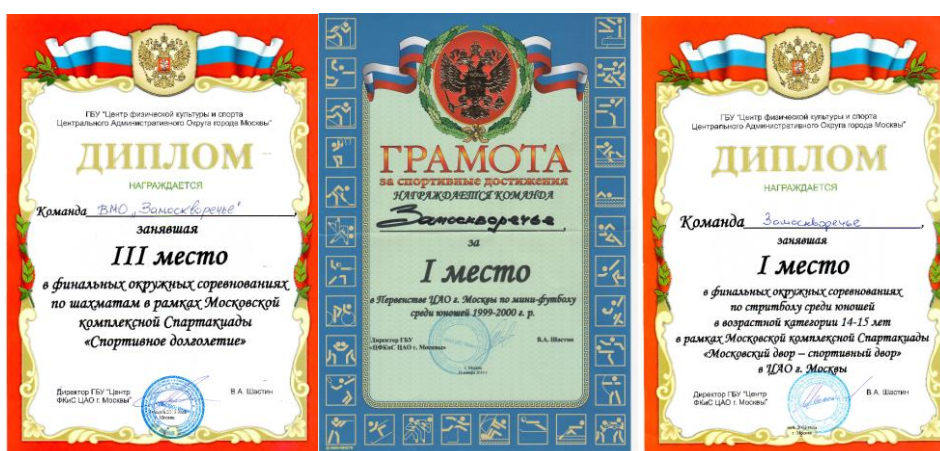 ГБУ "Центр физической культуры и спорта
Центрального Административного Округа города Москвы"
ДИПЛОМ
НАГРАЖДАЕТСЯ
Команда ВМО „Замоскворечье"
занявшая
III место
в финальных окружных соревнованиях
по шахматам в рамках Московской
комплексной Спартакиады
«Спортивное долголетие»
Директор ГБУ "Центр
ФКиС ЦАО г. Москвы"
В.А. Шастин
ГРАМОТА
за спортивные достижения
НАГРАЖДАЕТСЯ КОМАНДА
Замоскворечье
за
I место
в Первенстве ЦАО г. Москвы по мини-футболу
среди юношей 1999-2000 г. р.
Директор ГБУ
«ЦФКиС ЦАО г. Москвы»
В.А. Шастин
г. Москва
ГБУ "Центр физической культуры и спорта
Центрального Административного Округа города Москвы"
ДИПЛОМ
НАГРАЖДАЕТСЯ
Команда Замоскворечье,
занявшая
I место
в финальных окружных соревнованиях
по стритболу среди юношей
в возрастной категории 14-15 лет
в рамках Московской комплексной Спартакиады
«Московский двор – спортивный двор»
в ЦАО г. Москвы
Директор ГБУ "Центр
ФКиС ЦАО г. Москвы"
В.А. Шастин